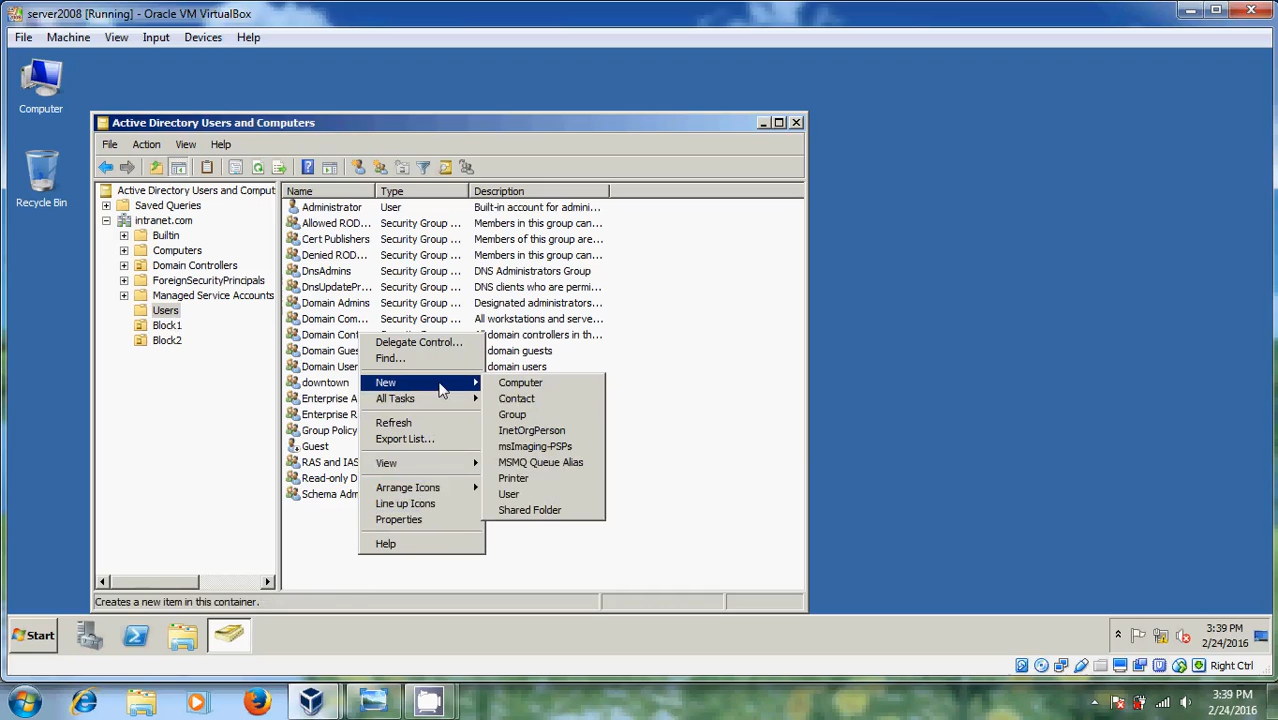 server2008 [Running] - Oracle VM VirtualBox
File Machine View Input Devices Help
Computer
Recycle Bin
Active Directory Users and Computers
File Action View Help
Active Directory Users and Comput
Saved Queries
intranet.com
Builtin
Computers
Domain Controllers
ForeignSecurityPrincipals
Managed Service Accounts
Users
Block1
Block2
Name Type Description
Administrator User Built-in account for admini...
Allowed ROD... Security Group ... Members in this group can...
Cert Publishers Security Group ... Members of this group are...
Denied ROD... Security Group ... Members in this group can...
DnsAdmins Security Group ... DNS Administrators Group
DnsUpdatePr... Security Group ... DNS clients who are permi...
Domain Admins Security Group ... Designated administrators...
Domain Com... Security Group ... All workstations and serve...
Domain Cont Security Group ... All domain controllers in th...
Domain Gues domain guests
Domain User domain users
downtown
Enterprise A
Enterprise R
Group Policy
Guest
RAS and IAS
Read-only D
Schema Adm
Delegate Control...
Find...
New
All Tasks
Refresh
Export List...
View
Arrange Icons
Line up Icons
Properties
Help
Computer
Contact
Group
InetOrgPerson
msImaging-PSPs
MSMQ Queue Alias
Printer
User
Shared Folder
Creates a new item in this container.
Start
3:39 PM
2/24/2016
Right Ctrl
3:39 PM
2/24/2016